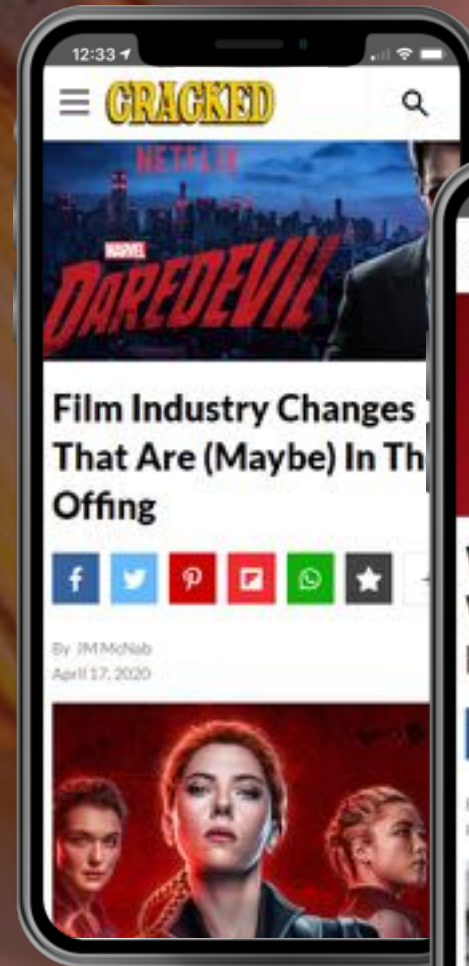 12:33
CRACKED
NETFLIX
MARVEL
DAREDEVIL
Film Industry Changes
That Are (Maybe) In Th
Offing
By JM McNab
April 17, 2020